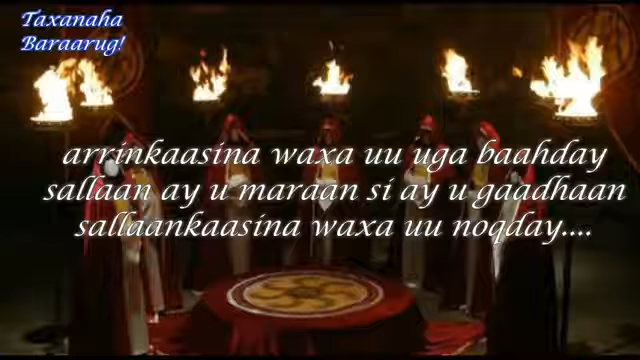 Taxanaha
Baraarug!
arrinkaasina waxa uu uga baahday
sallaan ay u maraan si ay u gaadhaan
sallaankaasina waxa uu noqday....